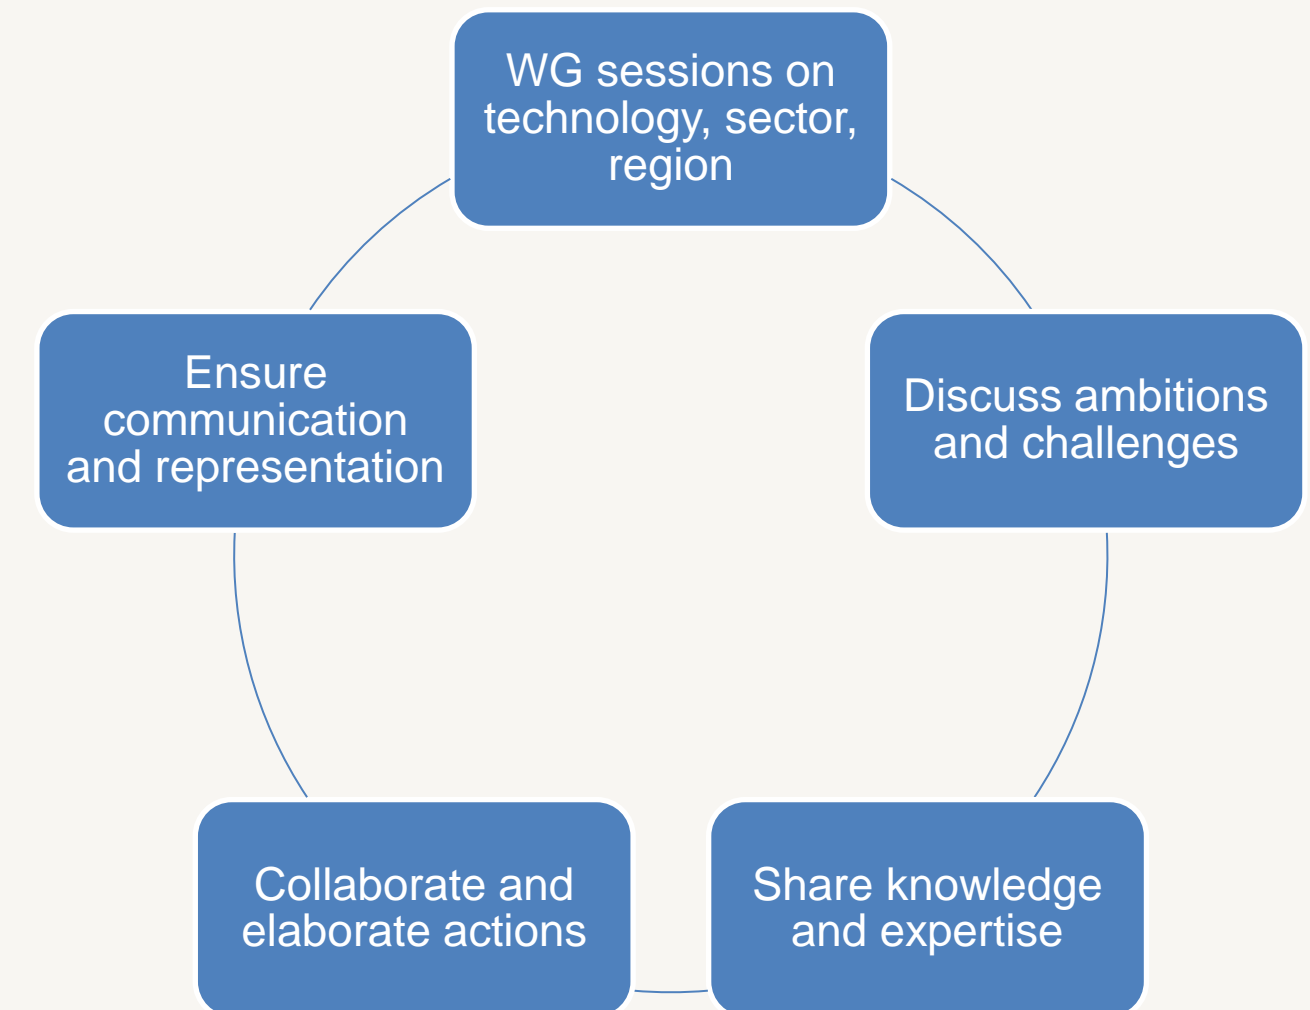 WG sessions on
technology, sector,
region
Discuss ambitions
and challenges
Share knowledge
and expertise
Collaborate and
elaborate actions
Ensure
communication
and representation